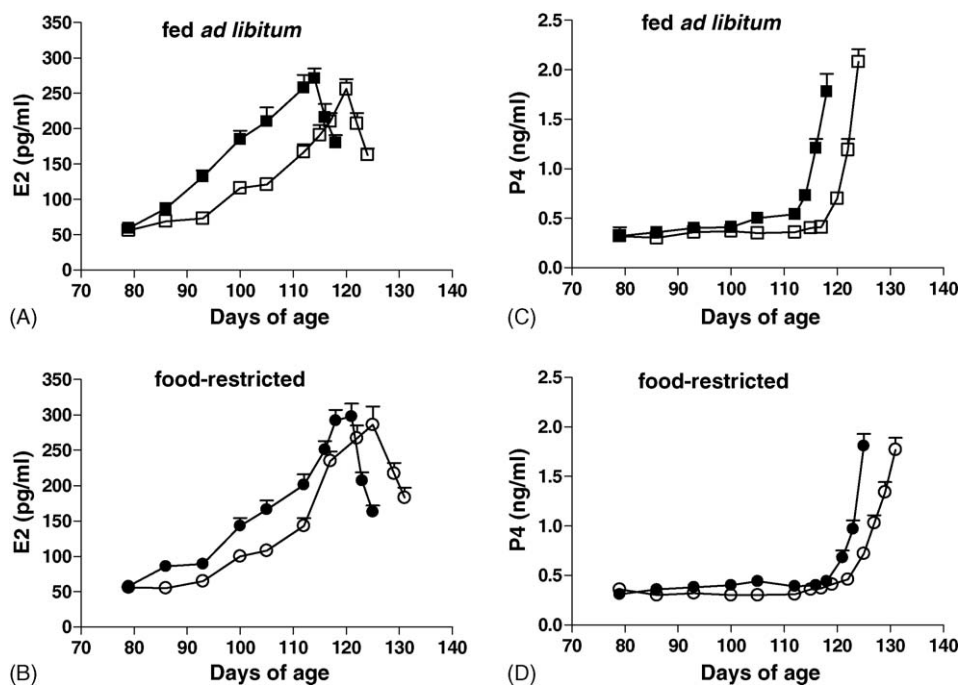 fed ad libitum
350
300
250
200
150
100
50
0
E2 (pg/ml)
70 80 90 100 110 120 130 140
Days of age
(A)
fed ad libitum
2.5
2.0
1.5
1.0
0.5
0.0
P4 (ng/ml)
70 80 90 100 110 120 130 140
Days of age
(C)
food-restricted
350
300
250
200
150
100
50
0
E2 (pg/ml)
70 80 90 100 110 120 130 140
Days of age
(B)
food-restricted
2.5
2.0
1.5
1.0
0.5
0.0
P4 (ng/ml)
70 80 90 100 110 120 130 140
Days of age
(D)